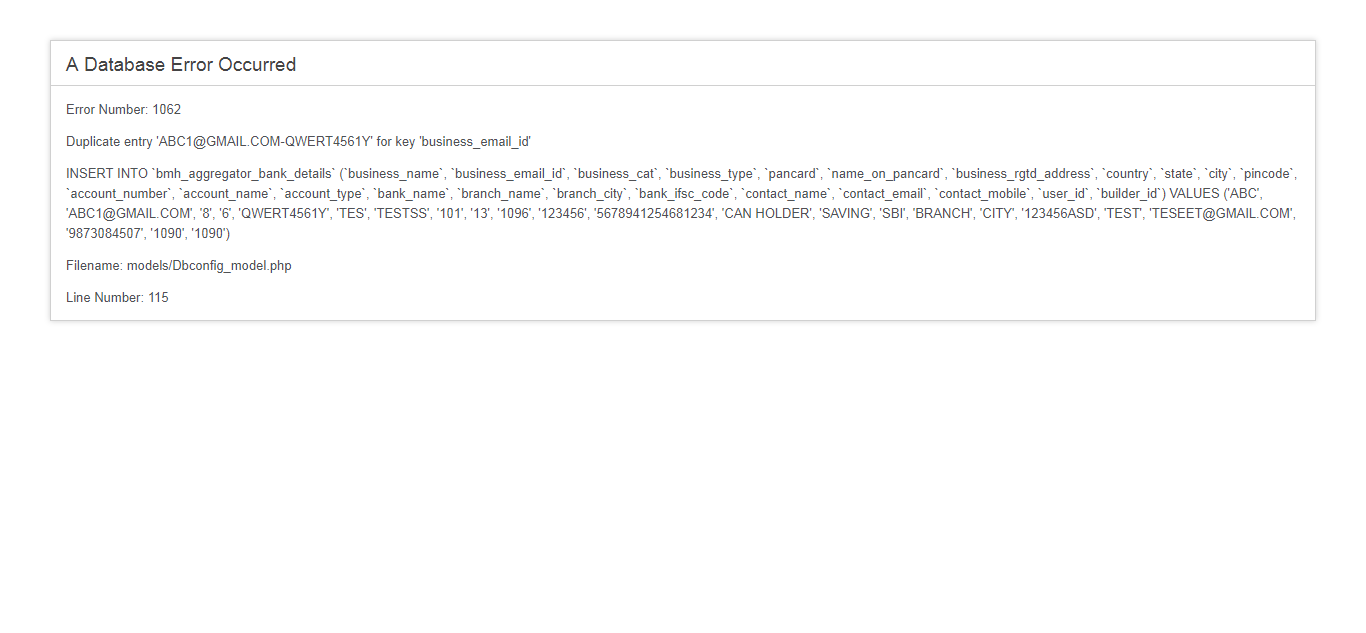 A Database Error Occurred
Error Number: 1062
Duplicate entry 'ABC1@GMAIL.COM-QWERT4561Y' for key 'business_email_id'
INSERT INTO `bmh_aggregator_bank_details` (`business_name`, `business_email_id`, `business_cat`, `business_type`, `pancard`, `name_on_pancard`, `business_rgtd_address`, `country`, `state`, `city`, `pincode`,
`account_number`, `account_name`, `account_type`, `bank_name`, `branch_name`, `branch_city`, `bank_ifsc_code`, `contact_name`, `contact_email`, `contact_mobile`, `user_id`, `builder_id`) VALUES ('ABC',
'ABC1@GMAIL.COM', '8', '6', 'QWERT4561Y', 'TES', 'TESTSS', '101', '13', '1096', '123456', '5678941254681234', 'CAN HOLDER', 'SAVING', 'SBI', 'BRANCH', 'CITY', '123456ASD', 'TEST', 'TESEET@GMAIL.COM',
'9873084507', '1090', '1090')
Filename: models/Dbconfig_model.php
Line Number: 115